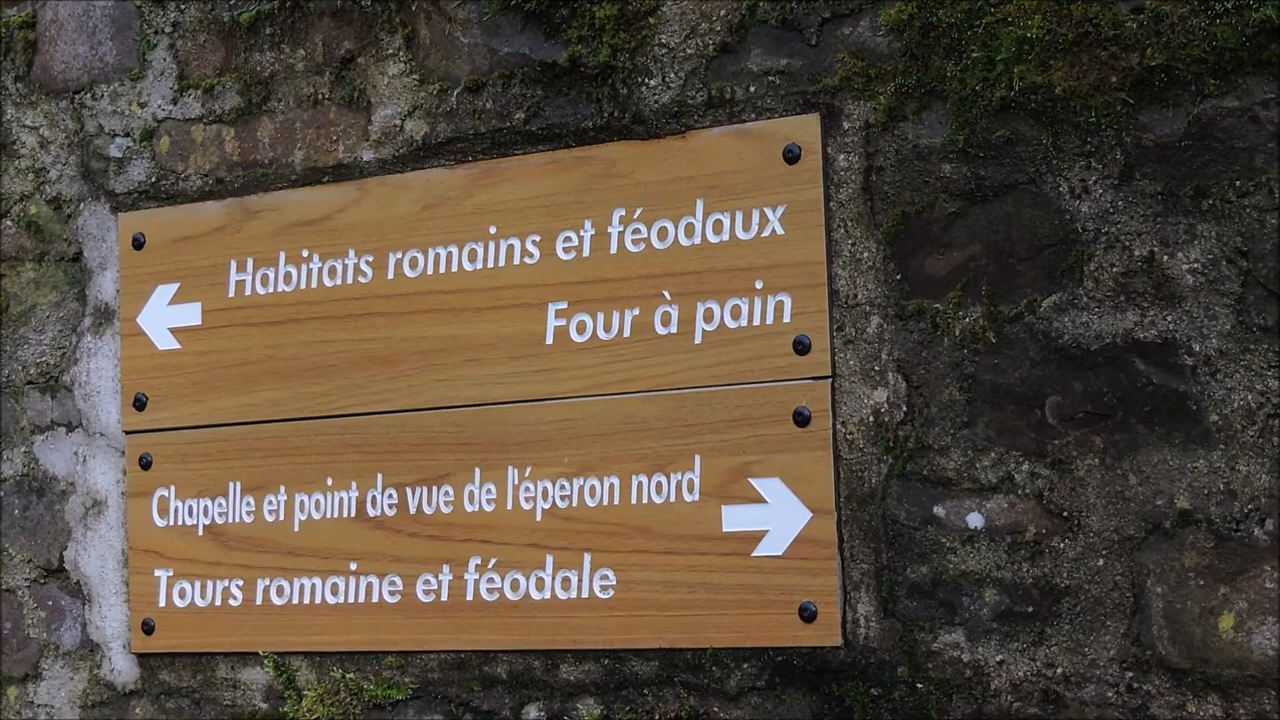 Habitats romains et féodaux
Four à pain
Chapelle et point de vue de l'éperon nord
Tours romaine et féodale